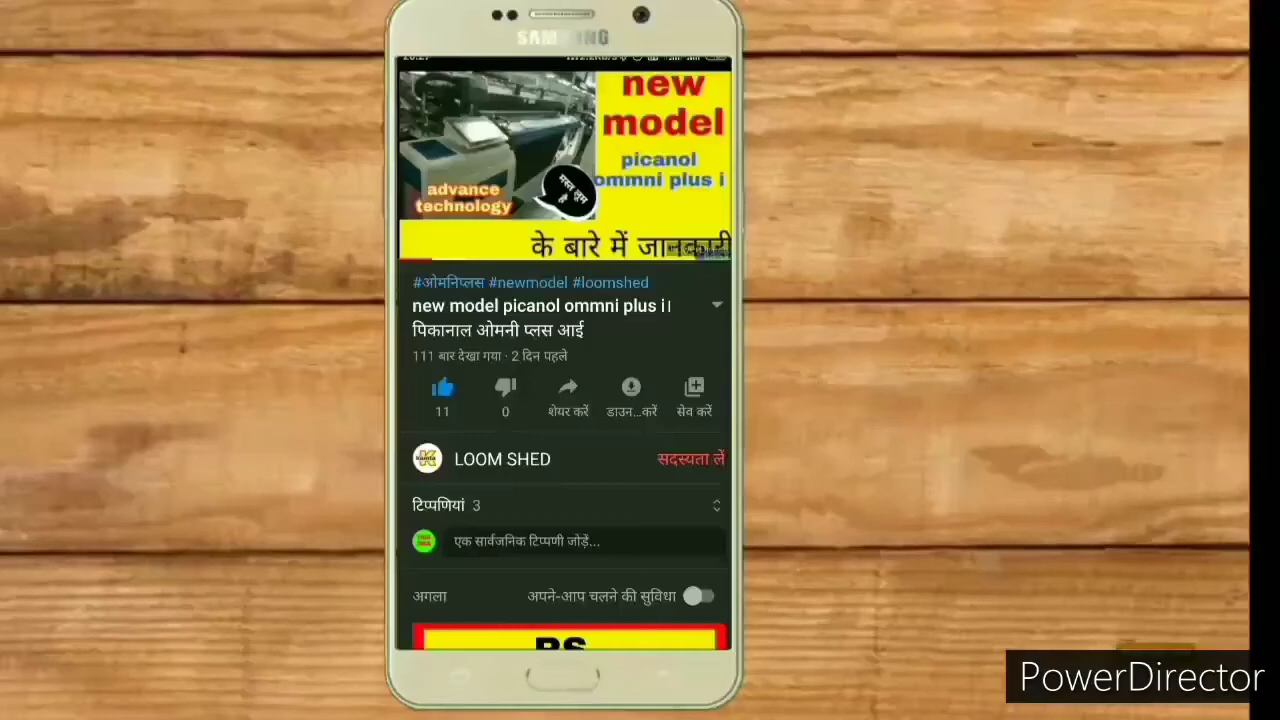 SAMSUNG
new
model
picanol
ommni plus i
advance
technology
मस्त लूम
है
के बारे में जानकारी
#ओमनिप्लस #newmodel #loomshed
new model picanol ommni plus i।
पिकानाल ओमनी प्लस आई
111 बार देखा गया · 2 दिन पहले
11
0
शेयर करें
डाउन...करें
सेव करें
LOOM SHED
सदस्यता लें
टिप्पणियां 3
एक सार्वजनिक टिप्पणी जोड़ें...
अगला
अपने-आप चलने की सुविधा
PowerDirector